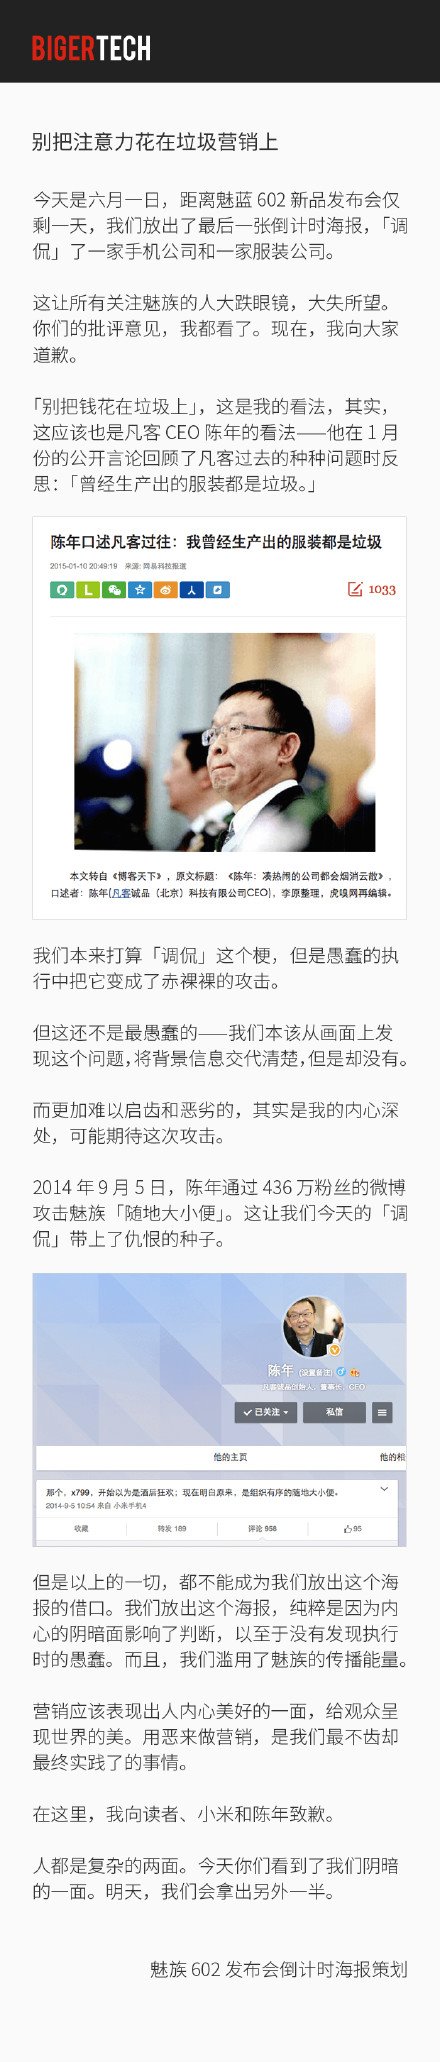 BIGERTECH
别把注意力花在垃圾营销上
今天是六月一日，距离魅蓝 602 新品发布会仅
剩一天，我们放出了最后一张倒计时海报，「调
侃」了一家手机公司和一家服装公司。
这让所有关注魅族的人大跌眼镜，大失所望。
你们的批评意见，我都看了。现在，我向大家
道歉。
「别把钱花在垃圾上」，这是我的看法，其实，
这应该也是凡客 CEO 陈年的看法——他在 1 月
份的公开言论回顾了凡客过去的种种问题时反
思：「曾经生产出的服装都是垃圾。」
陈年口述凡客过往：我曾经生产出的服装都是垃圾
2015-01-10 20:49:19 来源: 网易科技报道
1033
本文转自《博客天下》，原文标题：《陈年：凑热闹的公司都会烟消云散》，
口述者：陈年(凡客诚品（北京）科技有限公司CEO)，李原整理，虎嗅网再编辑。
我们本来打算「调侃」这个梗，但是愚蠢的执
行中把它变成了赤裸裸的攻击。
但这还不是最愚蠢的——我们本该从画面上发
现这个问题，将背景信息交代清楚，但是却没有。
而更加难以启齿和恶劣的，其实是我的内心深
处，可能期待这次攻击。
2014 年 9 月 5 日，陈年通过 436 万粉丝的微博
攻击魅族「随地大小便」。这让我们今天的「调
侃」带上了仇恨的种子。
陈年 (设置备注)
凡客诚品创始人，董事长，CEO
已关注 私信
他的主页 他的相
那个，x799，开始以为是酒后狂欢；现在明白原来，是组织有序的随地大小便。
2014-9-5 10:54 来自 小米手机4
收藏 转发 189 评论 958 95
但是以上的一切，都不能成为我们放出这个海
报的借口。我们放出这个海报，纯粹是因为内
心的阴暗面影响了判断，以至于没有发现执行
时的愚蠢。而且，我们滥用了魅族的传播能量。
营销应该表现出人内心美好的一面，给观众呈
现世界的美。用恶来做营销，是我们最不齿却
最终实践了的事情。
在这里，我向读者、小米和陈年致歉。
人都是复杂的两面。今天你们看到了我们阴暗
的一面。明天，我们会拿出另外一半。
魅族 602 发布会倒计时海报策划